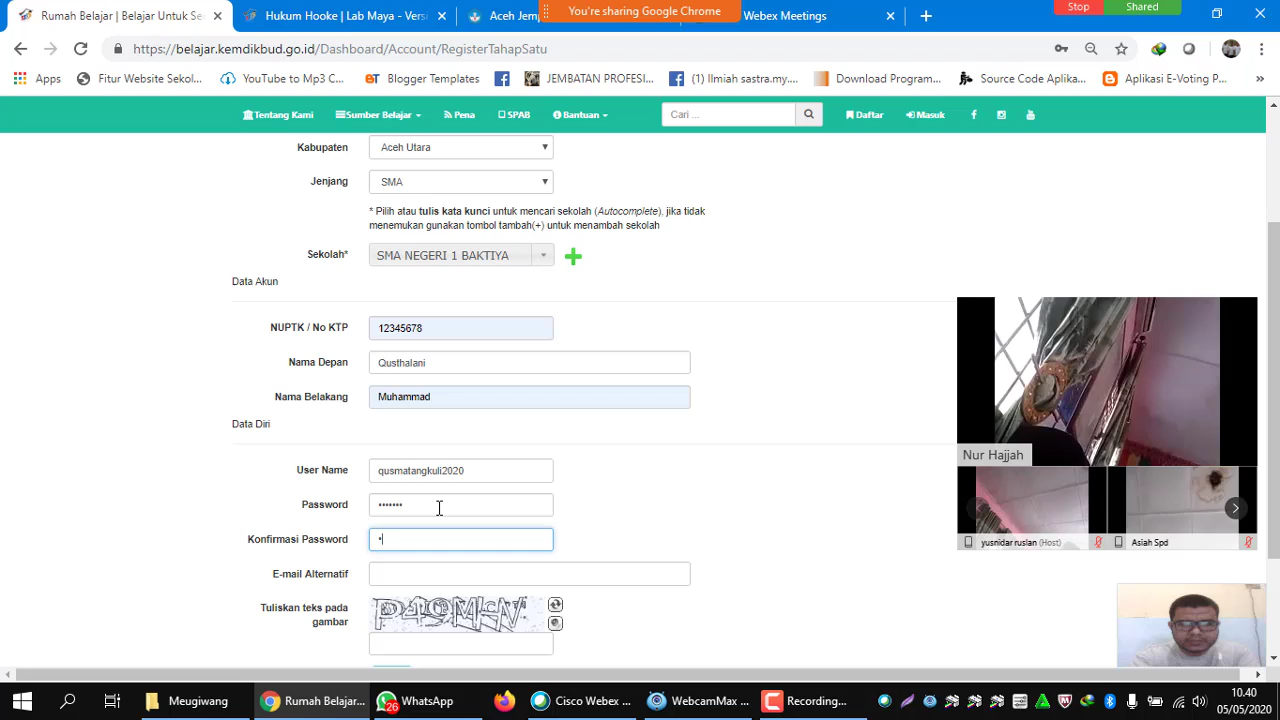 Rumah Belajar | Belajar Untuk Se
Hukum Hooke | Lab Maya - Versi
Aceh Jem
You're sharing Google Chrome
Webex Meetings
Stop
Shared
https://belajar.kemdikbud.go.id/Dashboard/Account/RegisterTahapSatu
Apps
Fitur Website Sekol...
YouTube to Mp3 C...
Blogger Templates
JEMBATAN PROFESI...
(1) Ilmiah sastra.my....
Download Program...
Source Code Aplika...
Aplikasi E-Voting P...
Tentang Kami
Sumber Belajar
Pena
SPAB
Bantuan
Cari ...
Daftar
Masuk
Kabupaten
Aceh Utara
Jenjang
SMA
* Pilih atau tulis kata kunci untuk mencari sekolah (Autocomplete), jika tidak
menemukan gunakan tombol tambah(+) untuk menambah sekolah
Sekolah*
SMA NEGERI 1 BAKTIYA
Data Akun
NUPTK / No KTP
12345678
Nama Depan
Qusthalani
Nama Belakang
Muhammad
Data Diri
User Name
qusmatangkuli2020
Password
Konfirmasi Password
E-mail Alternatif
Tuliskan teks pada
gambar
Nur Hajjah
yusnidar ruslan (Host)
Asiah Spd
Meugiwang
Rumah Belajar...
26
WhatsApp
Cisco Webex ...
WebcamMax ...
Recording...
10.40
05/05/2020